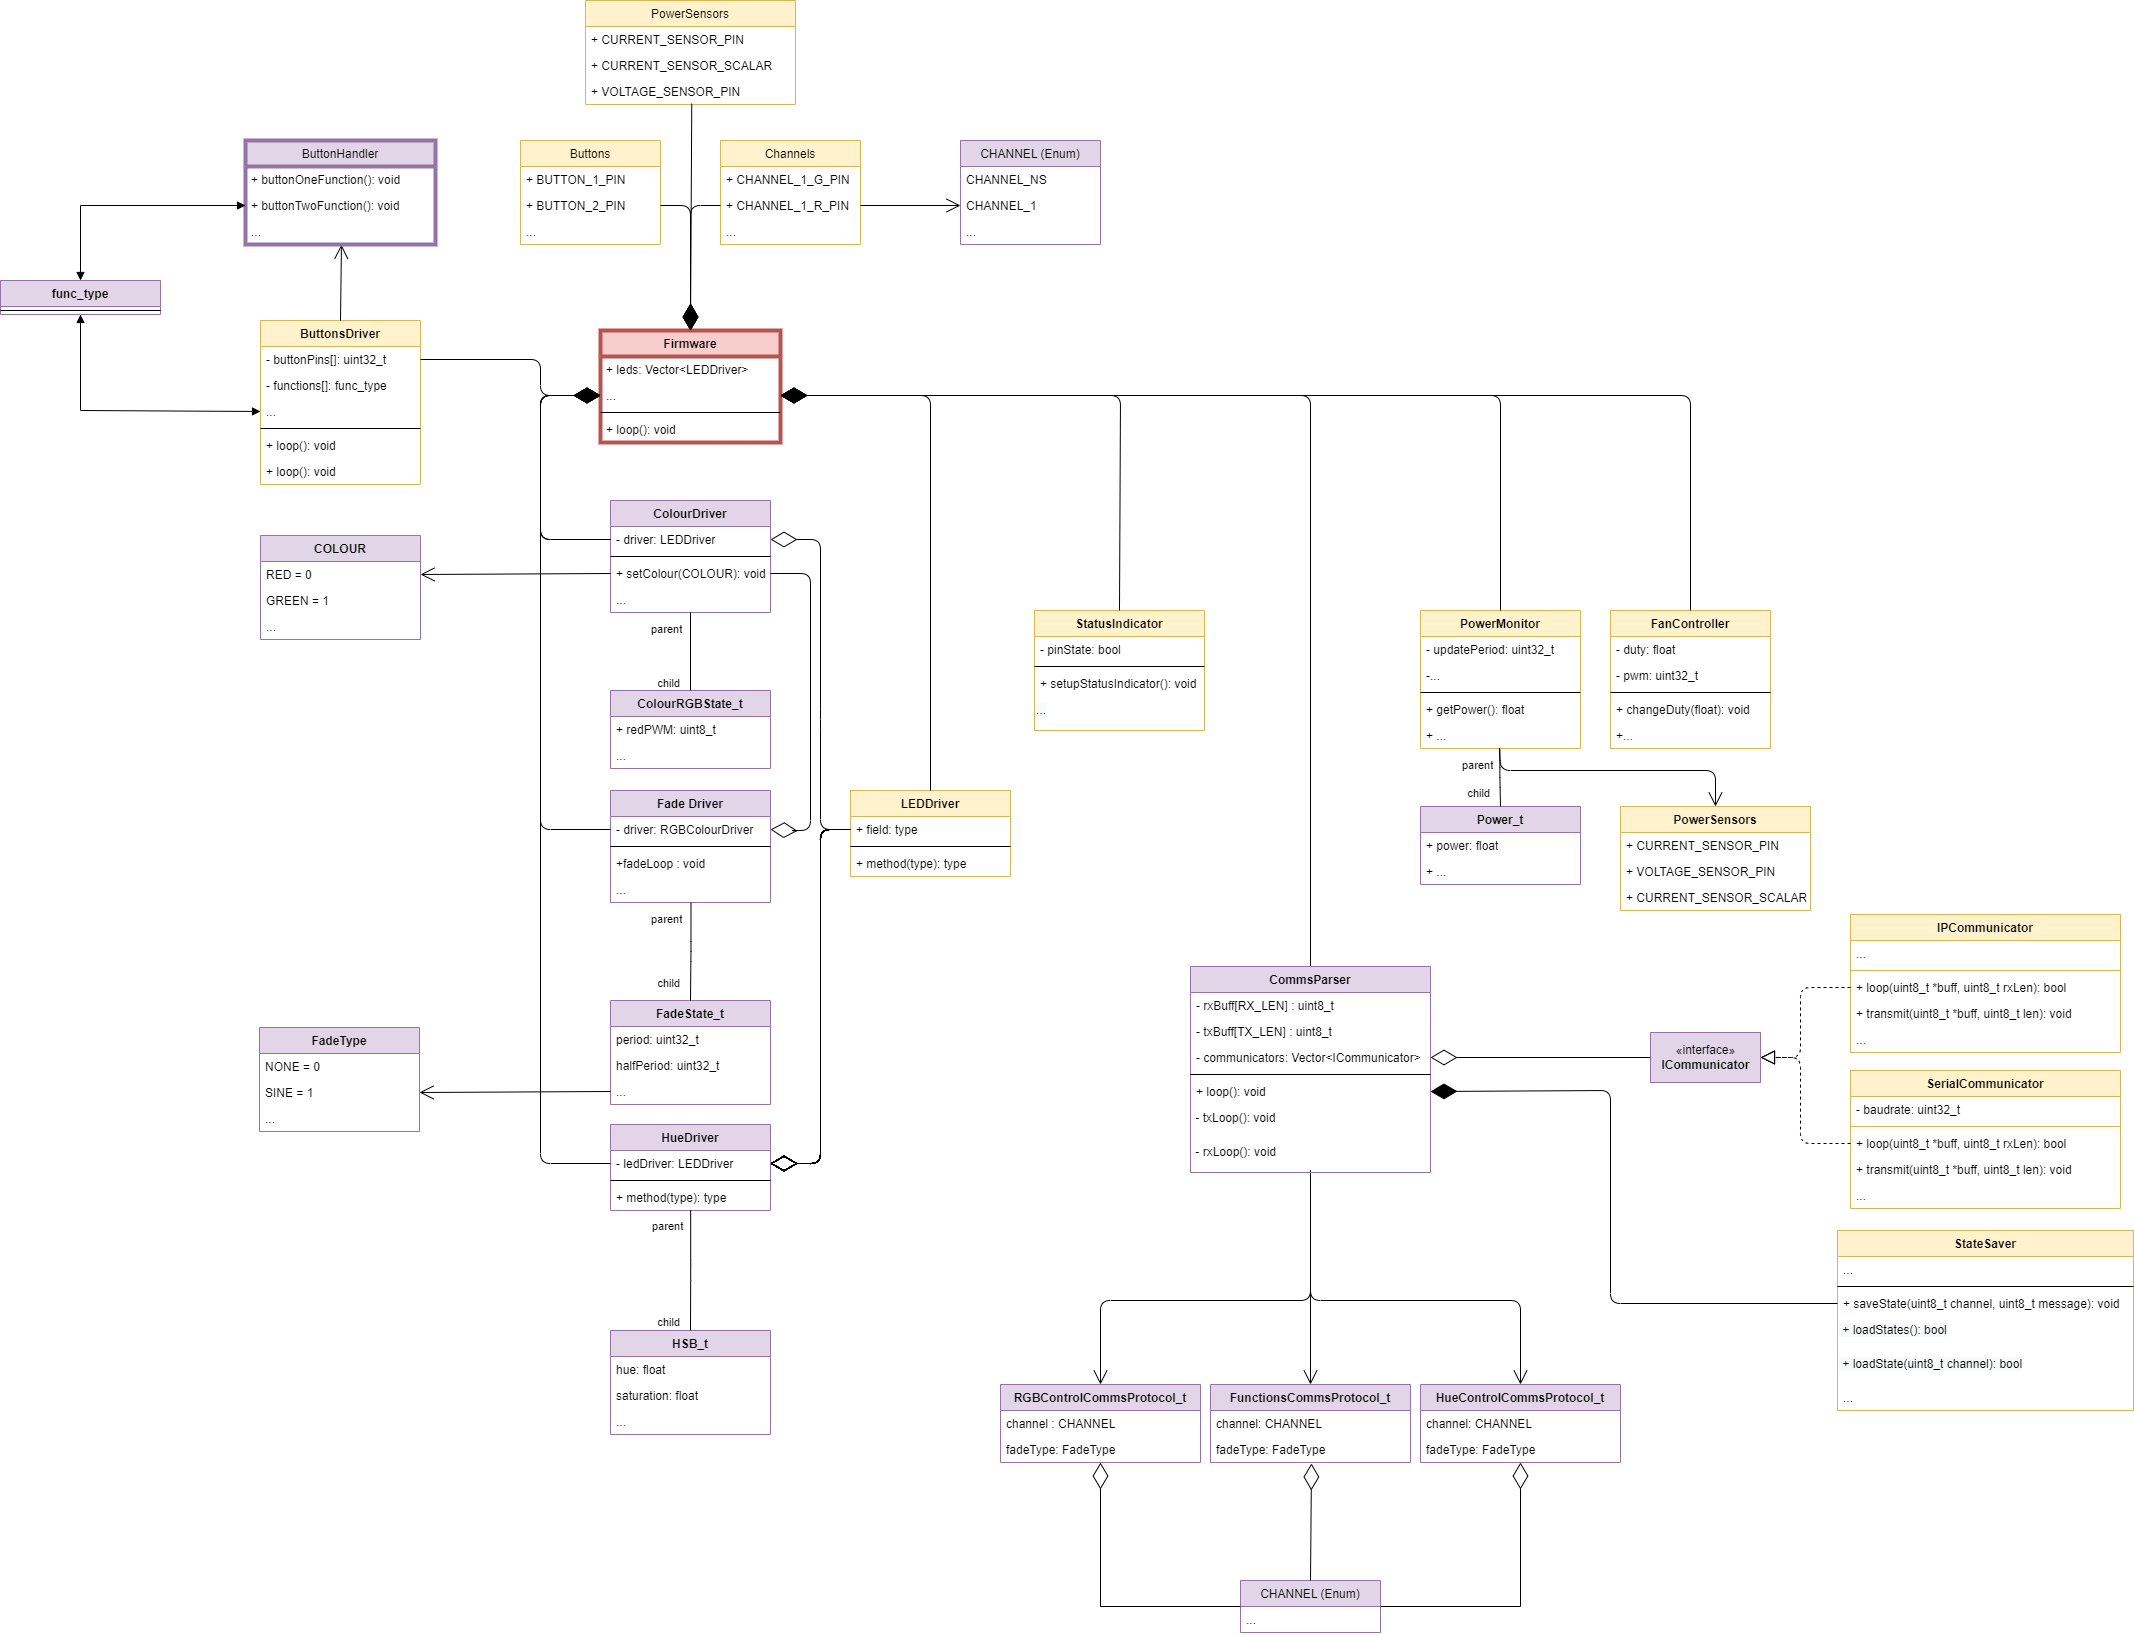 PowerSensors
+ CURRENT_SENSOR_PIN
+ CURRENT_SENSOR_SCALAR
+ VOLTAGE_SENSOR_PIN
ButtonHandler
+ buttonOneFunction(): void
+ buttonTwoFunction(): void
...
Buttons
+ BUTTON_1_PIN
+ BUTTON_2_PIN
...
Channels
+ CHANNEL_1_G_PIN
+ CHANNEL_1_R_PIN
...
CHANNEL (Enum)
CHANNEL_NS
CHANNEL_1
...
func_type
ButtonsDriver
- buttonPins[]: uint32_t
- functions[]: func_type
...
+ loop(): void
+ loop(): void
Firmware
+ leds: Vector<LEDDriver>
...
+ loop(): void
ColourDriver
- driver: LEDDriver
+ setColour(COLOUR): void
...
COLOUR
RED = 0
GREEN = 1
...
parent
child
ColourRGBState_t
+ redPWM: uint8_t
...
StatusIndicator
- pinState: bool
+ setupStatusIndicator(): void
...
PowerMonitor
- updatePeriod: uint32_t
-...
+ getPower(): float
+ ...
FanController
- duty: float
- pwm: uint32_t
+ changeDuty(float): void
+...
parent
child
Power_t
+ power: float
+ ...
PowerSensors
+ CURRENT_SENSOR_PIN
+ VOLTAGE_SENSOR_PIN
+ CURRENT_SENSOR_SCALAR
Fade Driver
- driver: RGBColourDriver
+fadeLoop : void
...
LEDDriver
+ field: type
+ method(type): type
parent
child
FadeState_t
period: uint32_t
halfPeriod: uint32_t
...
FadeType
NONE = 0
SINE = 1
...
HueDriver
- ledDriver: LEDDriver
+ method(type): type
parent
child
HSB_t
hue: float
saturation: float
...
CommsParser
- rxBuff[RX_LEN] : uint8_t
- txBuff[TX_LEN] : uint8_t
- communicators: Vector<ICommunicator>
+ loop(): void
- txLoop(): void
- rxLoop(): void
«interface»
ICommunicator
IPCommunicator
...
+ loop(uint8_t *buff, uint8_t rxLen): bool
+ transmit(uint8_t *buff, uint8_t len): void
...
SerialCommunicator
- baudrate: uint32_t
+ loop(uint8_t *buff, uint8_t rxLen): bool
+ transmit(uint8_t *buff, uint8_t len): void
...
StateSaver
...
+ saveState(uint8_t channel, uint8_t message): void
+ loadStates(): bool
+ loadState(uint8_t channel): bool
...
RGBControlCommsProtocol_t
channel : CHANNEL
fadeType: FadeType
FunctionsCommsProtocol_t
channel: CHANNEL
fadeType: FadeType
HueControlCommsProtocol_t
channel: CHANNEL
fadeType: FadeType
CHANNEL (Enum)
...